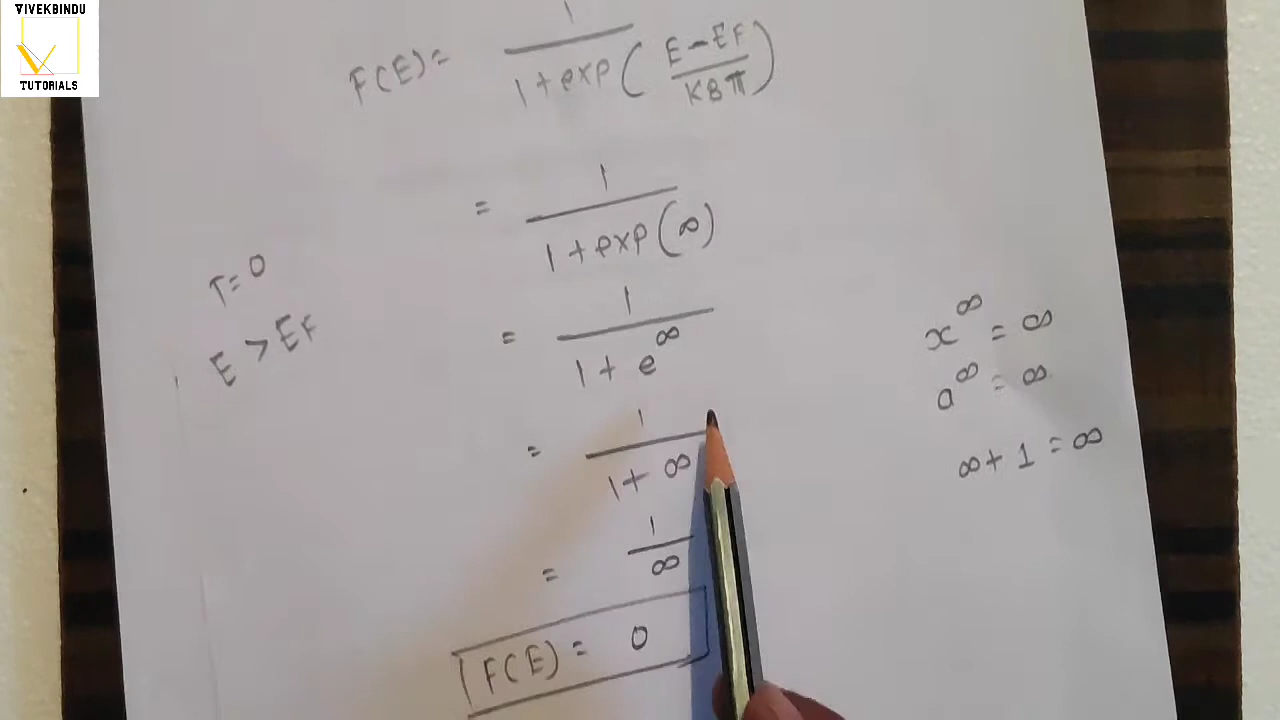 VIVEKBINDU
TUTORIALS
F(E) = 1 / 1 + exp ( E - EF / KBT )
= 1 / 1 + exp (∞)
T = 0
E > EF
= 1 / 1 + e^∞
= 1 / 1 + ∞
= 1 / ∞
F(E) = 0
x^∞ = ∞
a^∞ = ∞
∞ + 1 = ∞